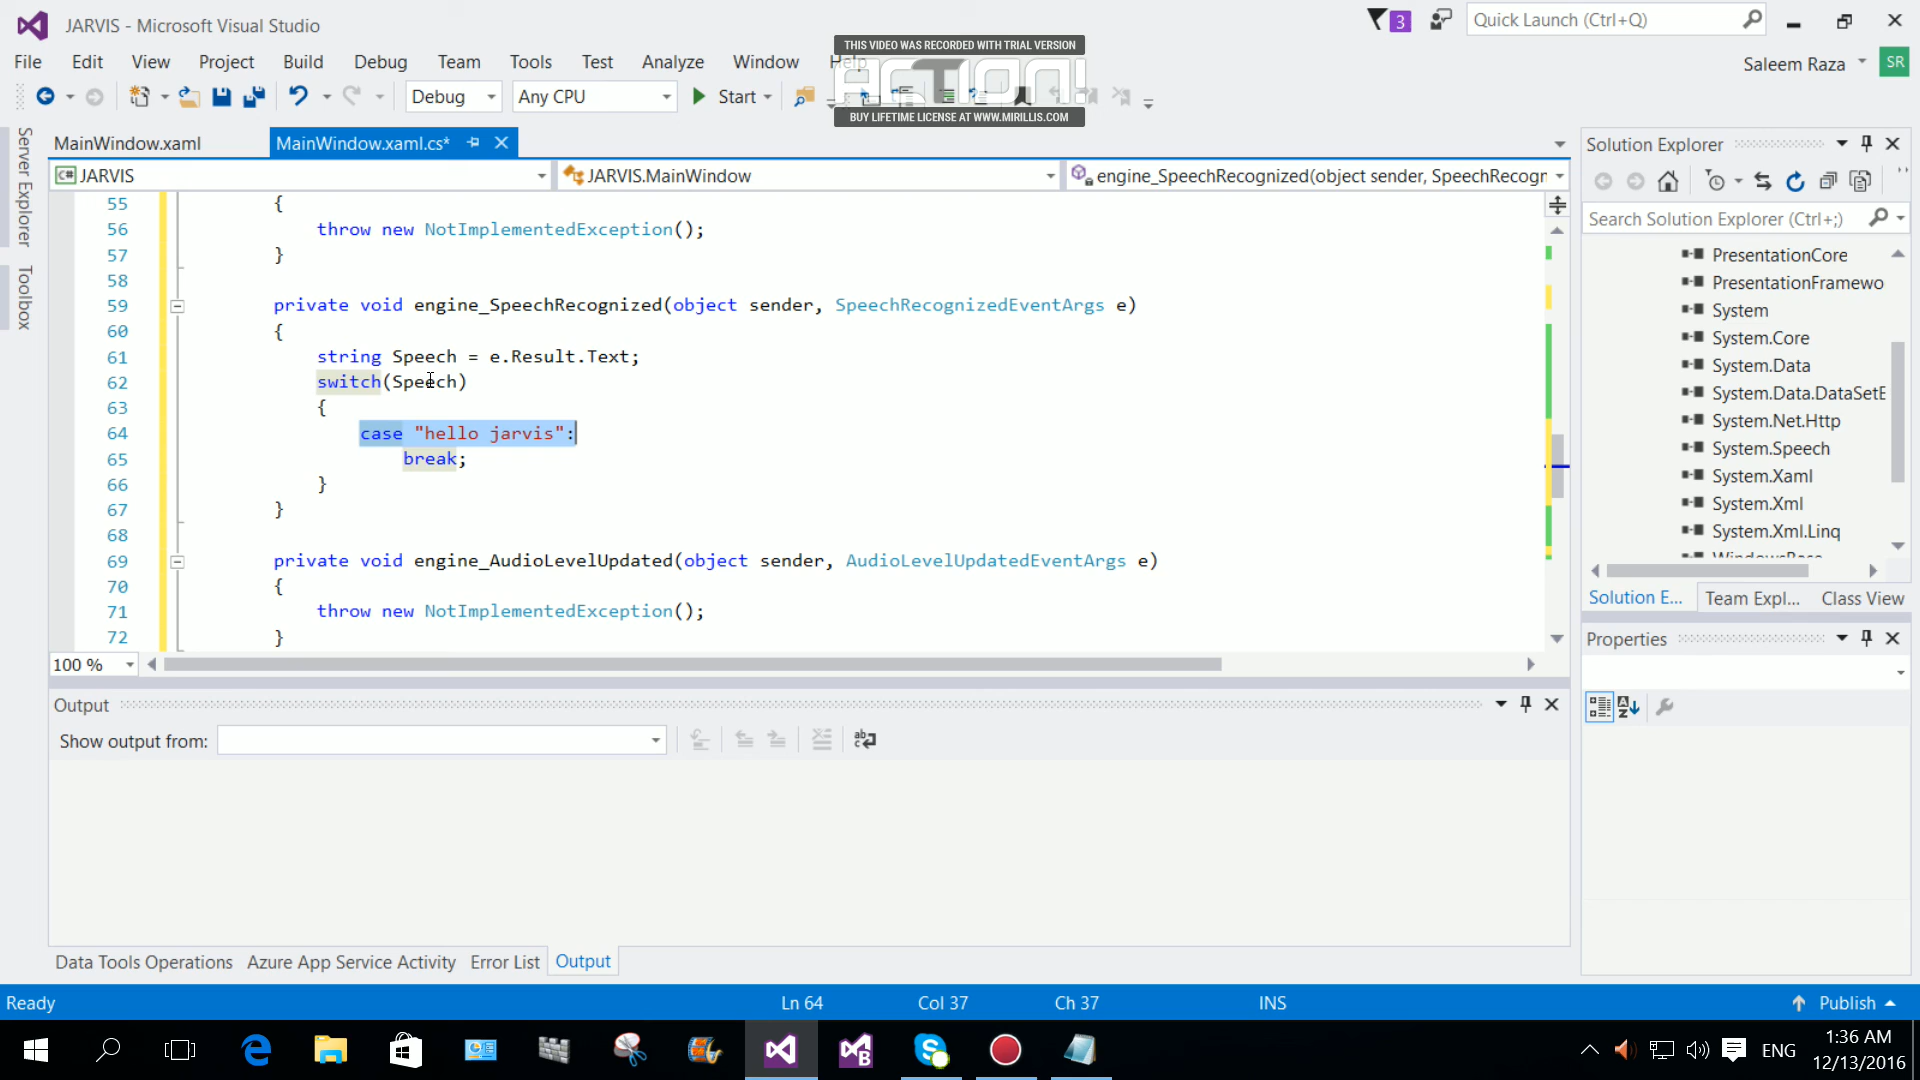 JARVIS - Microsoft Visual Studio
3
Quick Launch (Ctrl+Q)
THIS VIDEO WAS RECORDED WITH TRIAL VERSION
ACTION!
BUY LIFETIME LICENSE AT WWW.MIRILLIS.COM
File Edit View Project Build Debug Team Tools Test Analyze Window Help
Saleem Raza SR
Debug Any CPU Start
Server Explorer
Toolbox
MainWindow.xaml MainWindow.xaml.cs*
C# JARVIS JARVIS.MainWindow engine_SpeechRecognized(object sender, SpeechRecogn
55 {
56 throw new NotImplementedException();
57 }
58
59 private void engine_SpeechRecognized(object sender, SpeechRecognizedEventArgs e)
60 {
61 string Speech = e.Result.Text;
62 switch(Speech)
63 {
64 case "hello jarvis":
65 break;
66 }
67 }
68
69 private void engine_AudioLevelUpdated(object sender, AudioLevelUpdatedEventArgs e)
70 {
71 throw new NotImplementedException();
72 }
100 %
Output
Show output from:
Data Tools Operations Azure App Service Activity Error List Output
Solution Explorer
Search Solution Explorer (Ctrl+;)
PresentationCore
PresentationFramewo
System
System.Core
System.Data
System.Data.DataSetE
System.Net.Http
System.Speech
System.Xaml
System.Xml
System.Xml.Linq
WindowsBase
Solution E... Team Expl... Class View
Properties
Ready Ln 64 Col 37 Ch 37 INS Publish
ENG
1:36 AM
12/13/2016